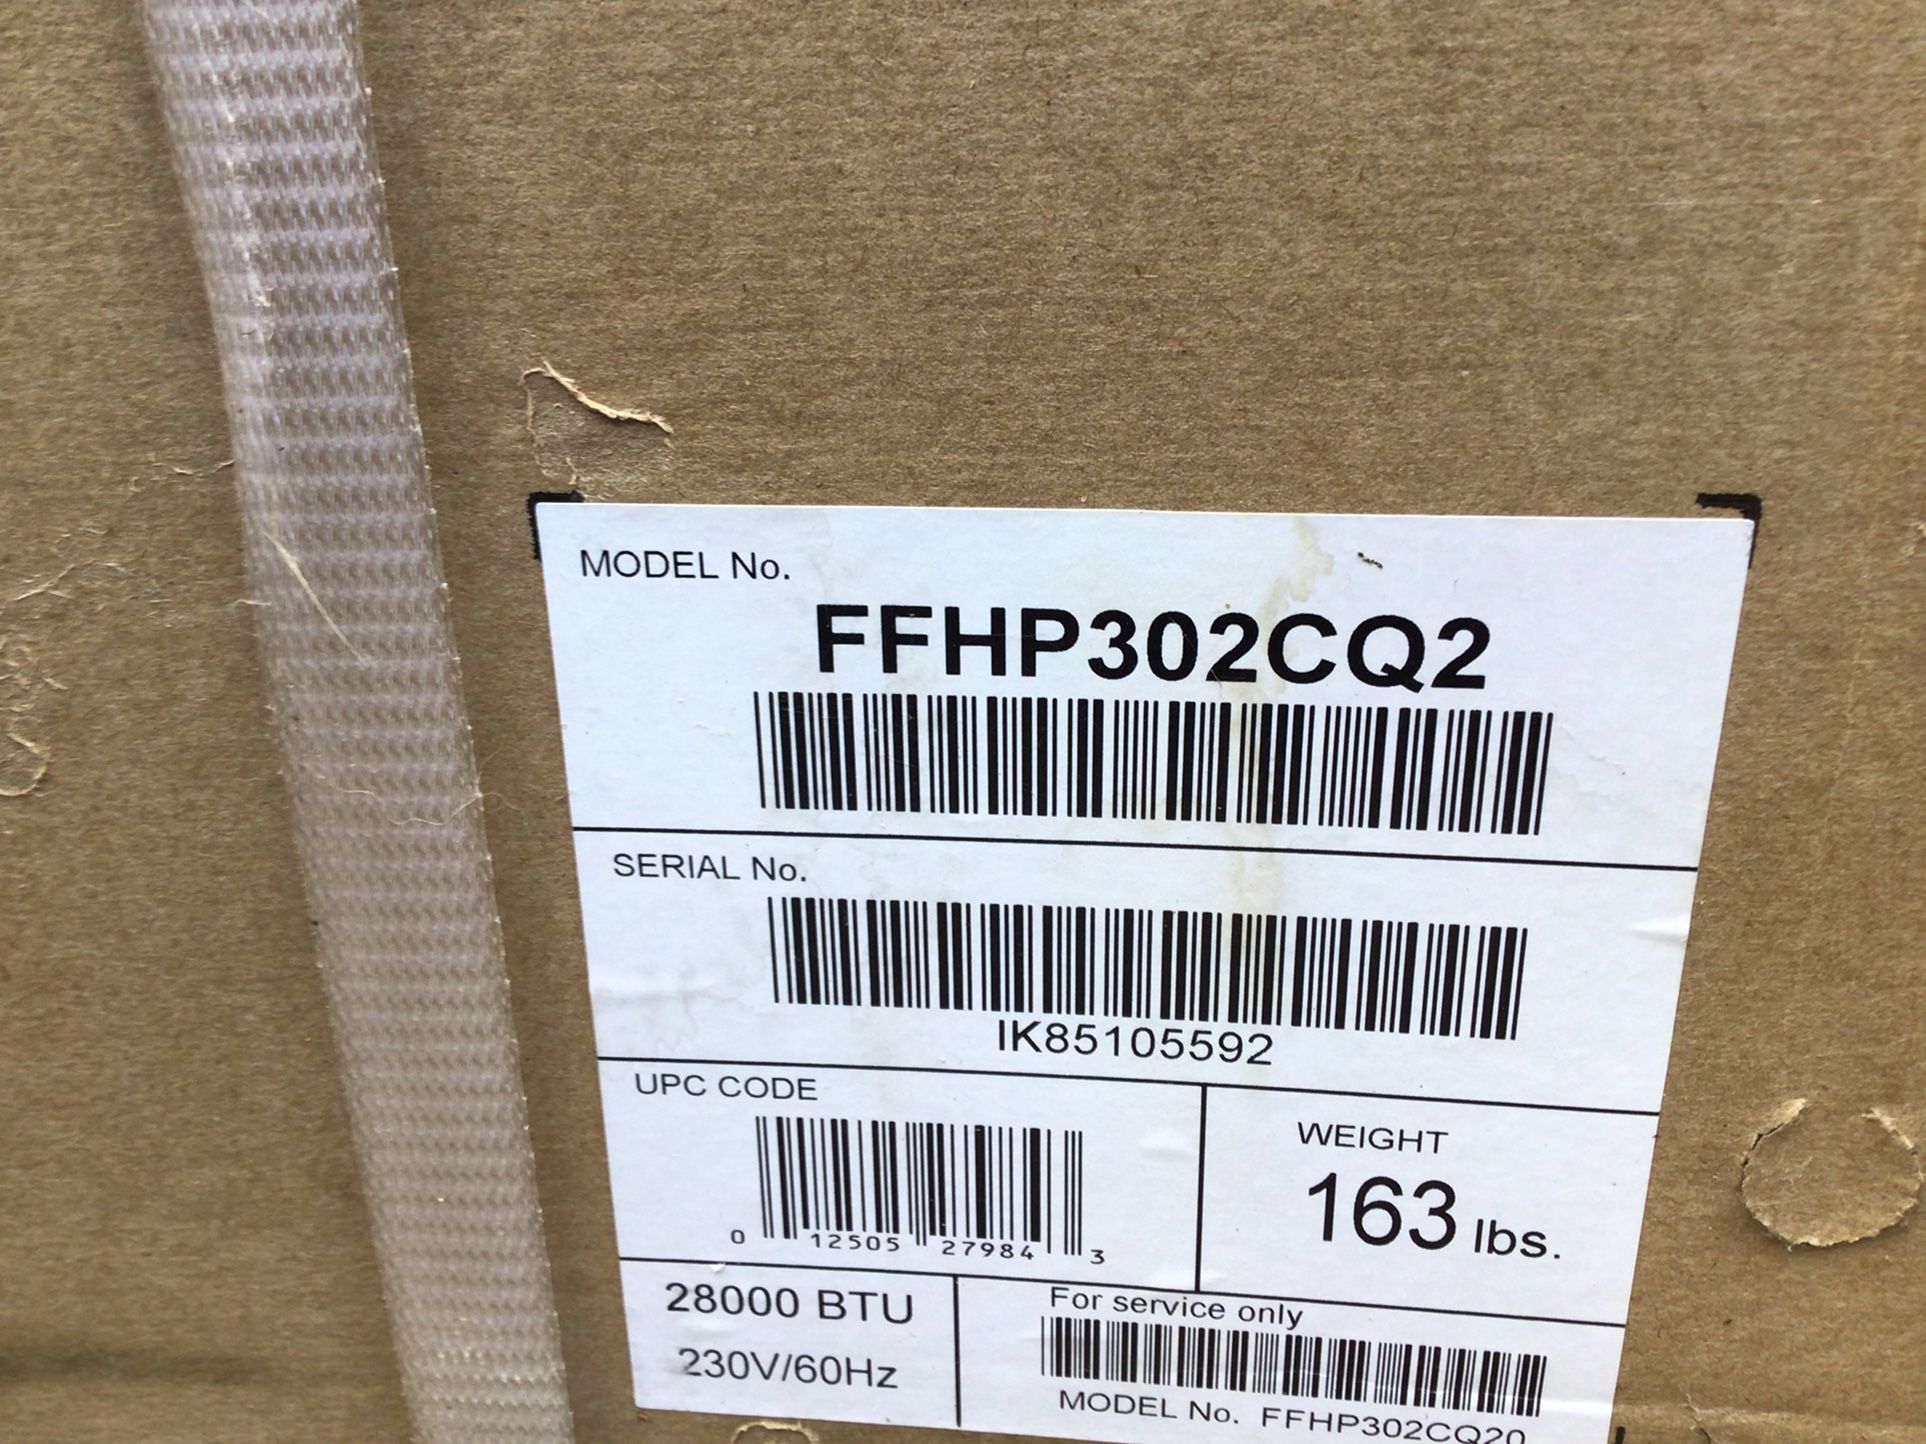 MODEL No.
FFHP302CQ2
SERIAL No.
IK85105592
UPC CODE
0 12505 27984 3
WEIGHT
163 lbs.
28000 BTU
230V/60Hz
For service only
MODEL No. FFHP302CQ20